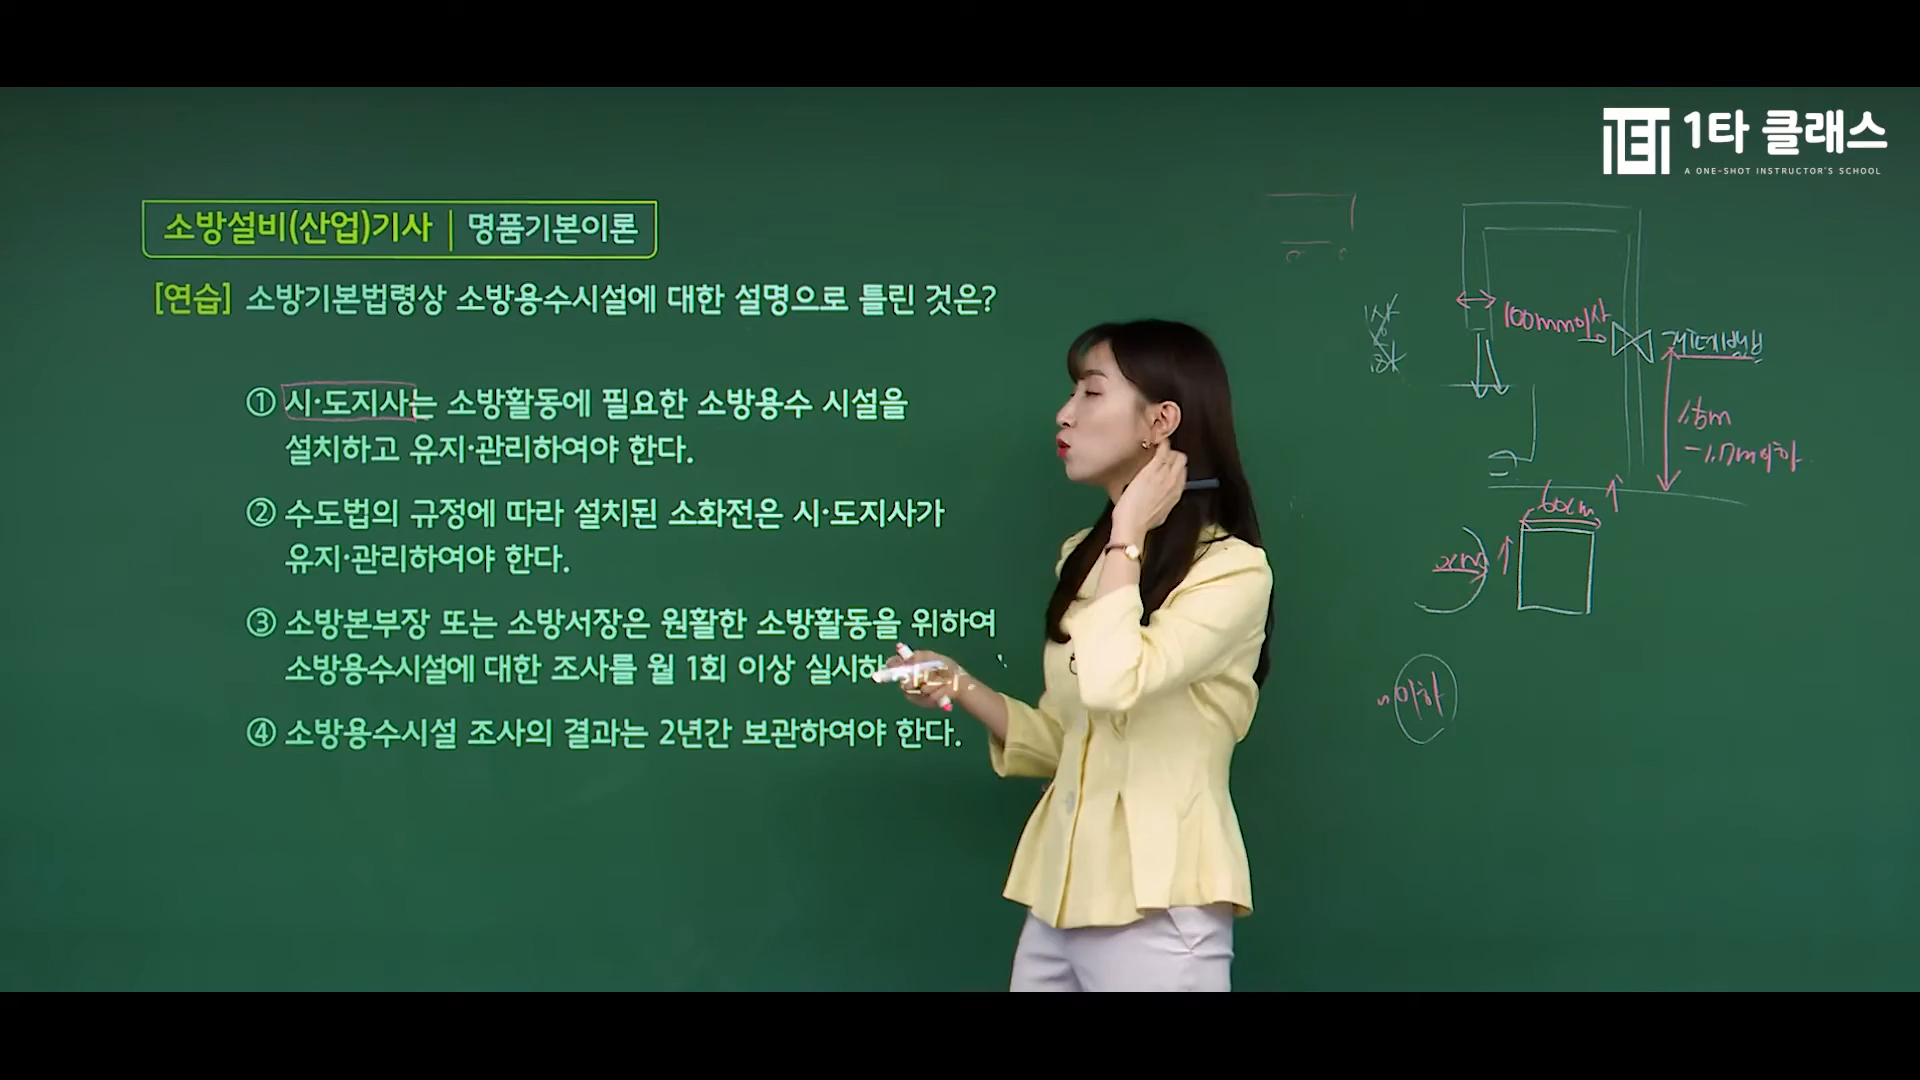 1타 클래스
A ONE-SHOT INSTRUCTOR'S SCHOOL
소방설비(산업)기사 | 명품기본이론
[연습] 소방기본법령상 소방용수시설에 대한 설명으로 틀린 것은?
① 시·도지사는 소방활동에 필요한 소방용수 시설을
설치하고 유지·관리하여야 한다.
② 수도법의 규정에 따라 설치된 소화전은 시·도지사가
유지·관리하여야 한다.
③ 소방본부장 또는 소방서장은 원활한 소방활동을 위하여
소방용수시설에 대한 조사를 월 1회 이상 실시하
④ 소방용수시설 조사의 결과는 2년간 보관하여야 한다.
100mm이상
1.5m
~1.7m이하
60cm
이하